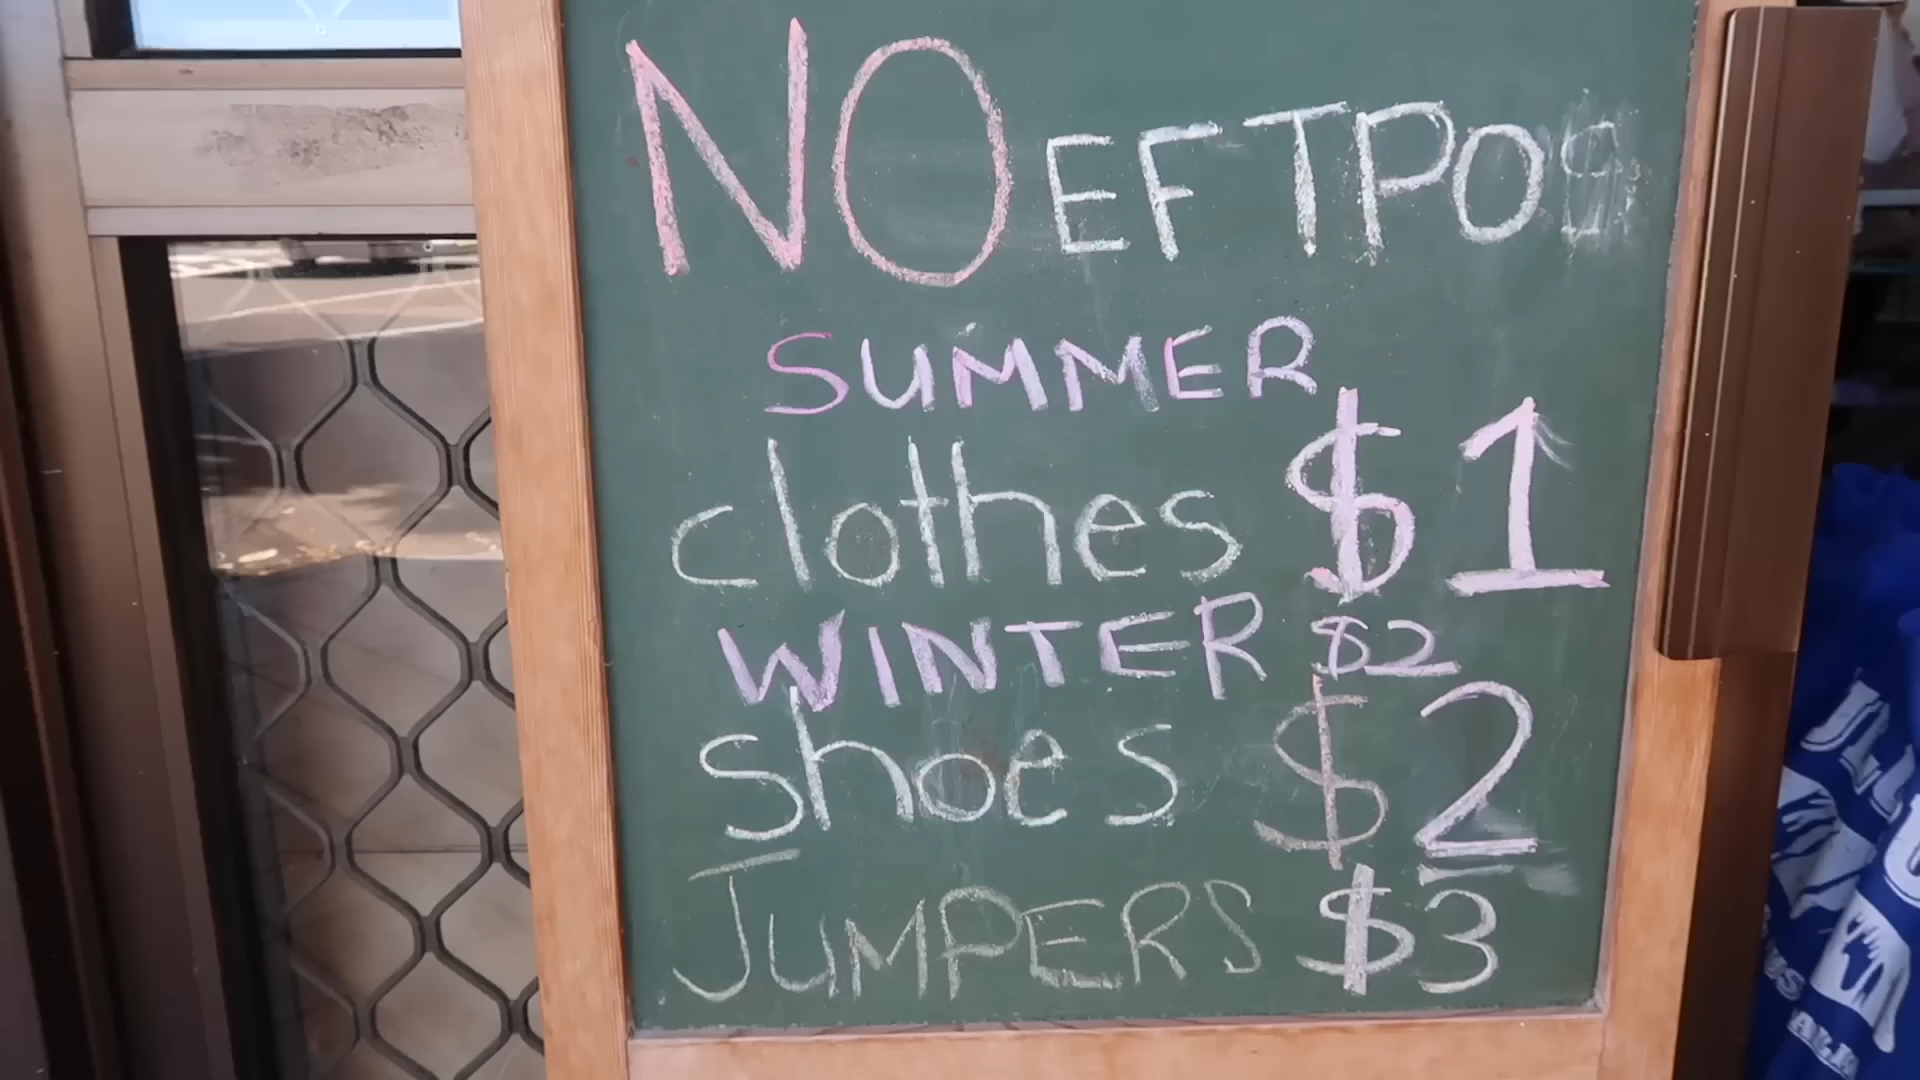 NO EFTPOS
SUMMER
clothes $1
WINTER $2
shoes $2
JUMPERS $3